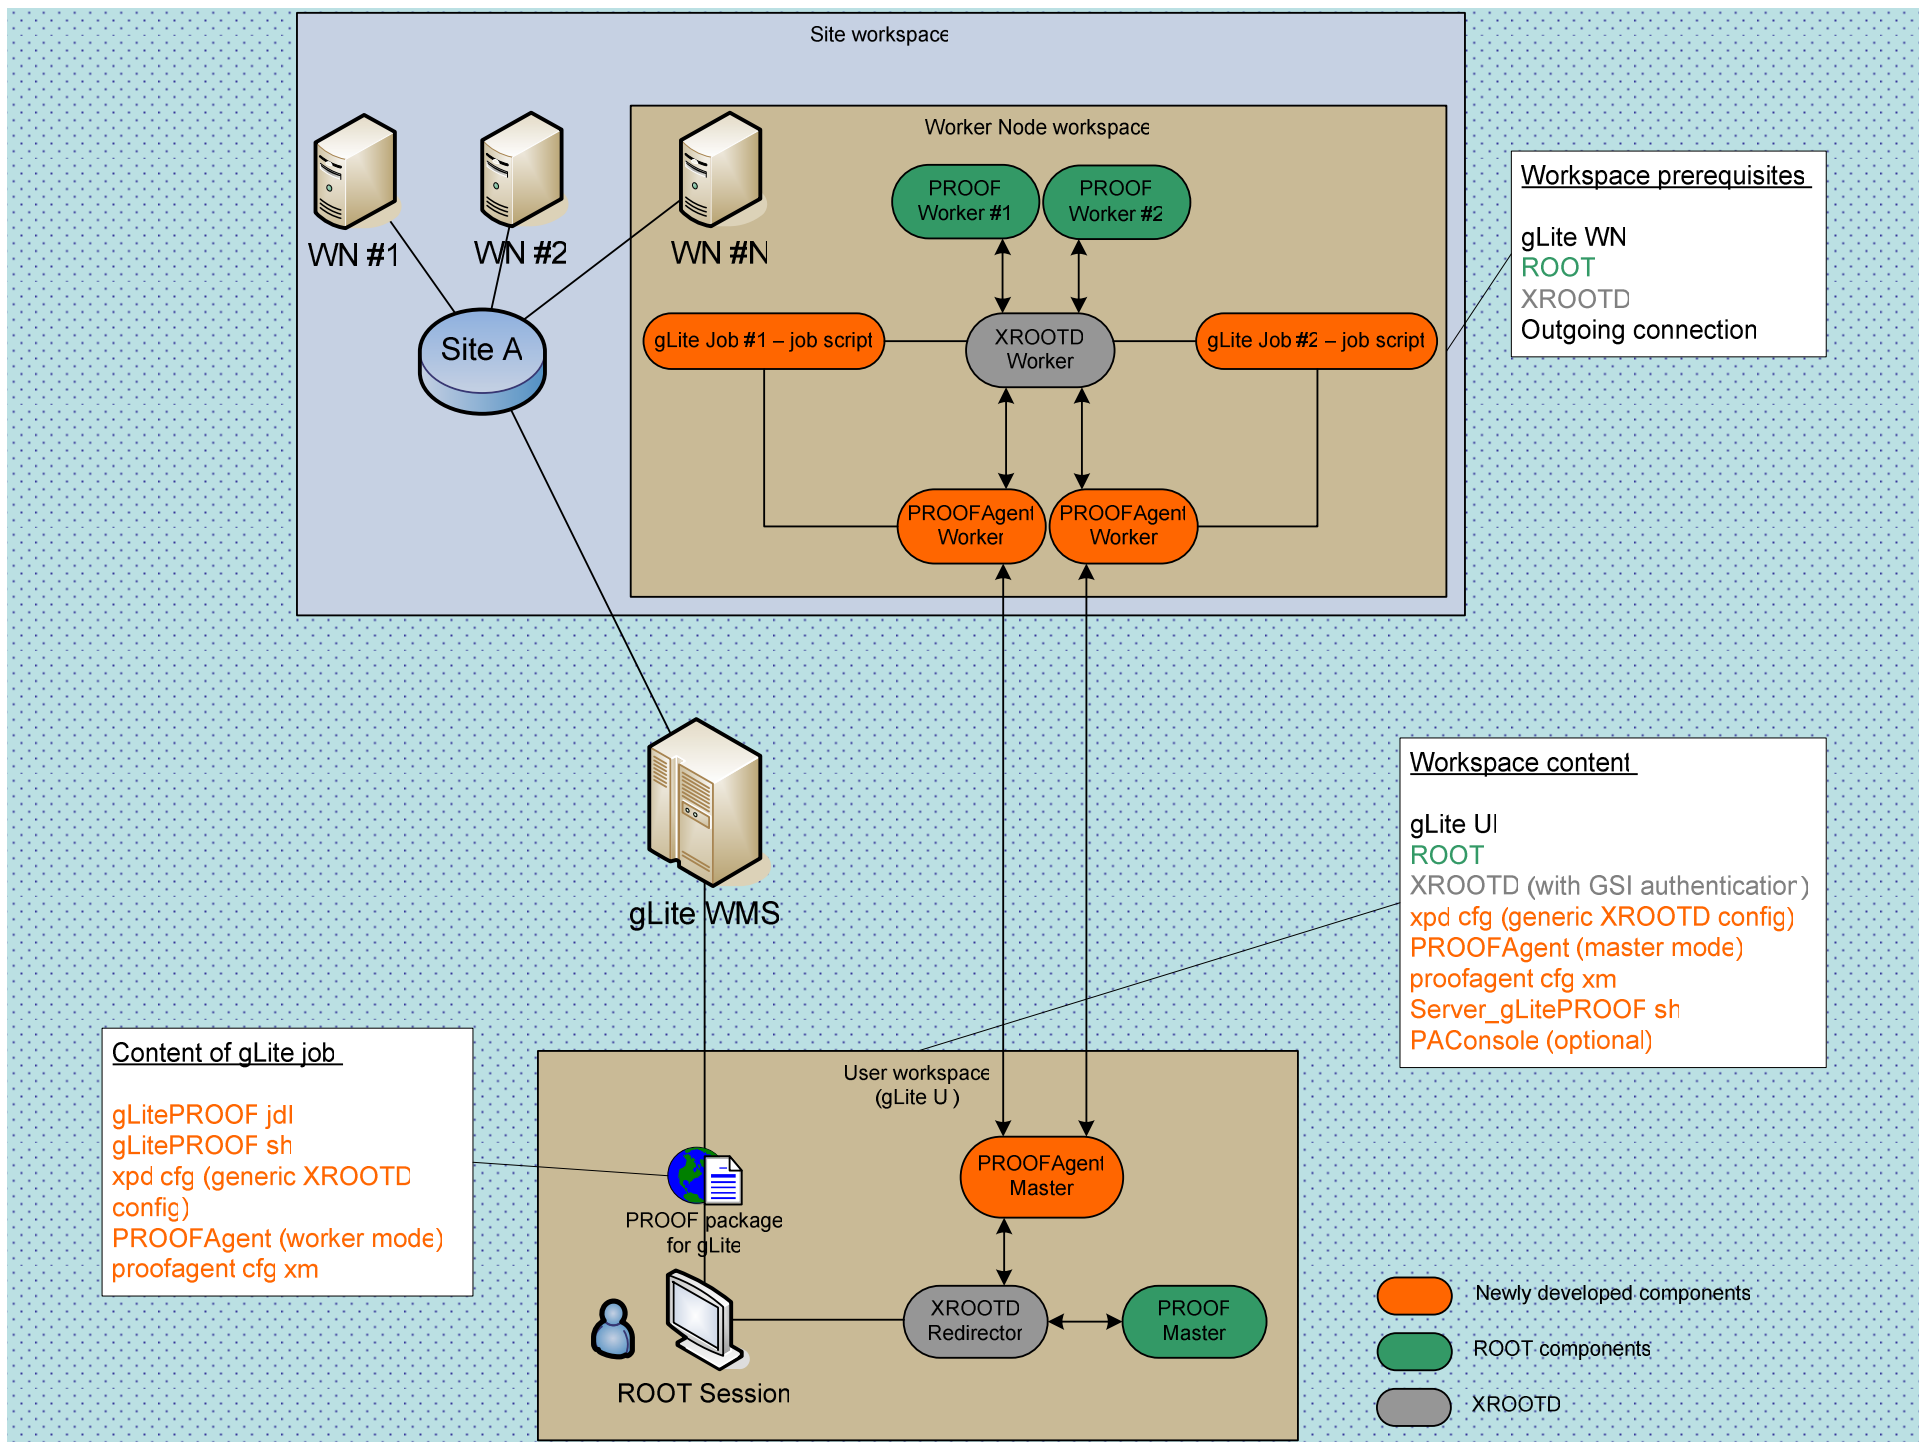 Site workspace
Worker Node workspace
WN #1
WN #2
WN #N
PROOF
Worker #1
PROOF
Worker #2
Site A
gLite Job #1 – job script
XROOTD
Worker
gLite Job #2 – job script
PROOFAgent
Worker
PROOFAgent
Worker
Workspace prerequisites
gLite WN
ROOT
XROOTD
Outgoing connection
gLite WMS
Workspace content
gLite UI
ROOT
XROOTD (with GSI authentication)
xpd cfg (generic XROOTD config)
PROOFAgent (master mode)
proofagent cfg xm
Server_gLitePROOF sh
PAConsole (optional)
Content of gLite job
gLitePROOF jdl
gLitePROOF sh
xpd cfg (generic XROOTD
config)
PROOFAgent (worker mode)
proofagent cfg xm
User workspace
(gLite U )
PROOF package
for gLite
PROOFAgent
Master
XROOTD
Redirector
PROOF
Master
ROOT Session
Newly developed components
ROOT components
XROOTD